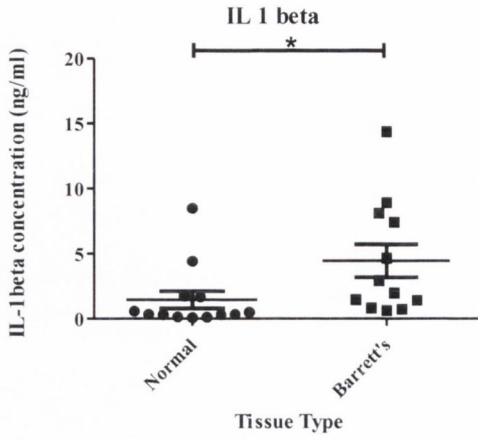 IL 1 beta
*
IL-1beta concentration (ng/ml)
20
15
10
5
0
Normal
Barrett's
Tissue Type